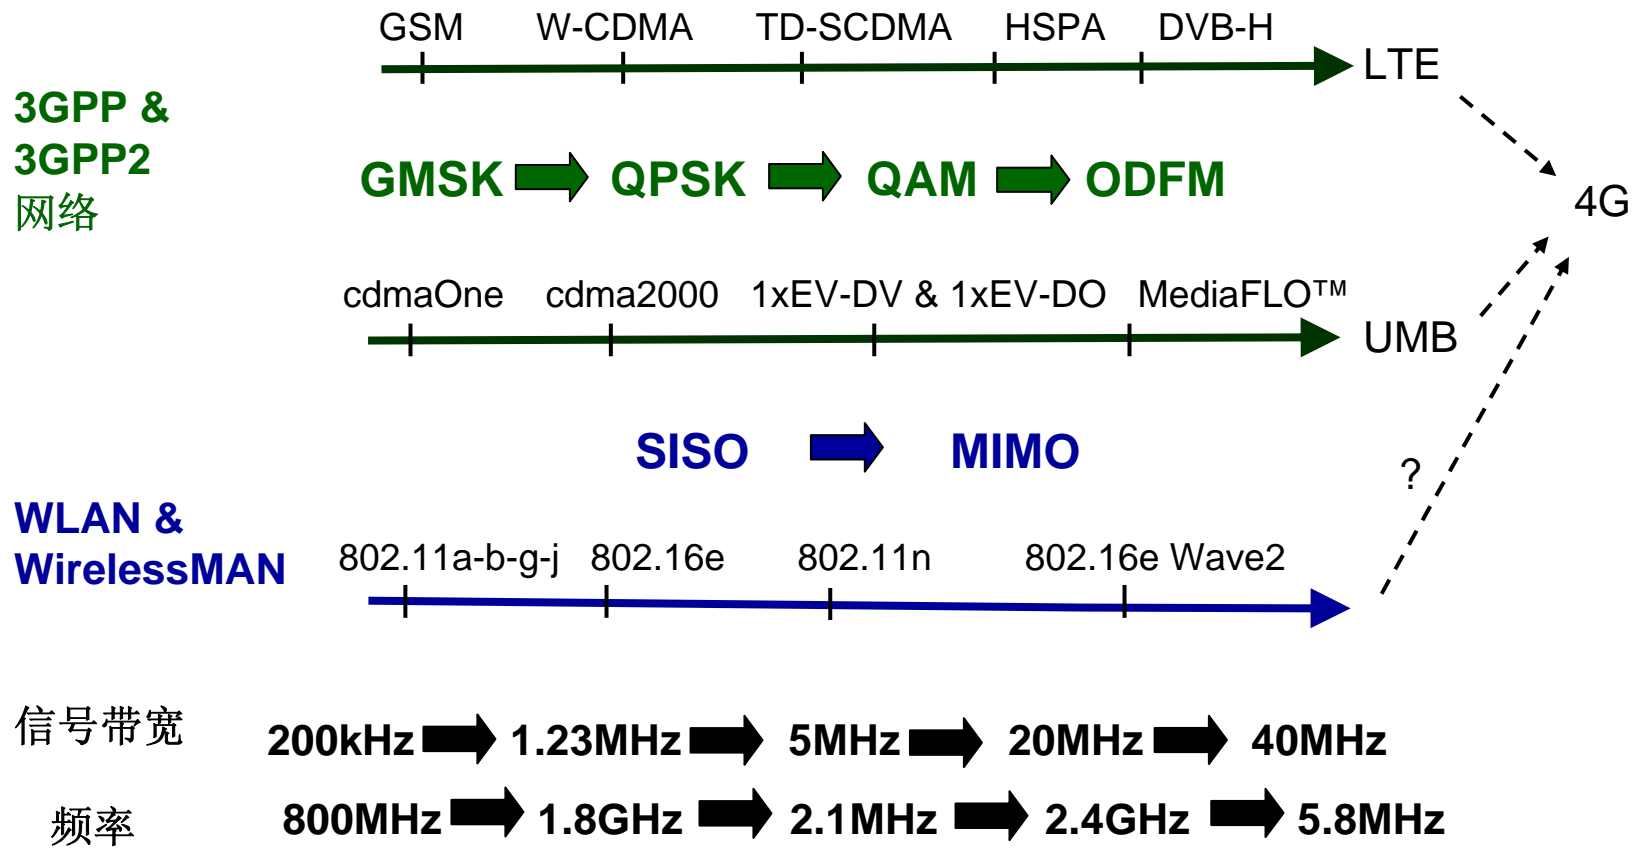 GSM W-CDMA TD-SCDMA HSPA DVB-H
LTE
3GPP &
3GPP2
网络
GMSK QPSK QAM ODFM
4G
cdmaOne cdma2000 1xEV-DV & 1xEV-DO MediaFLO™
UMB
SISO MIMO
?
WLAN &
WirelessMAN
802.11a-b-g-j 802.16e 802.11n 802.16e Wave2
信号带宽 200kHz 1.23MHz 5MHz 20MHz 40MHz
频率 800MHz 1.8GHz 2.1MHz 2.4GHz 5.8MHz